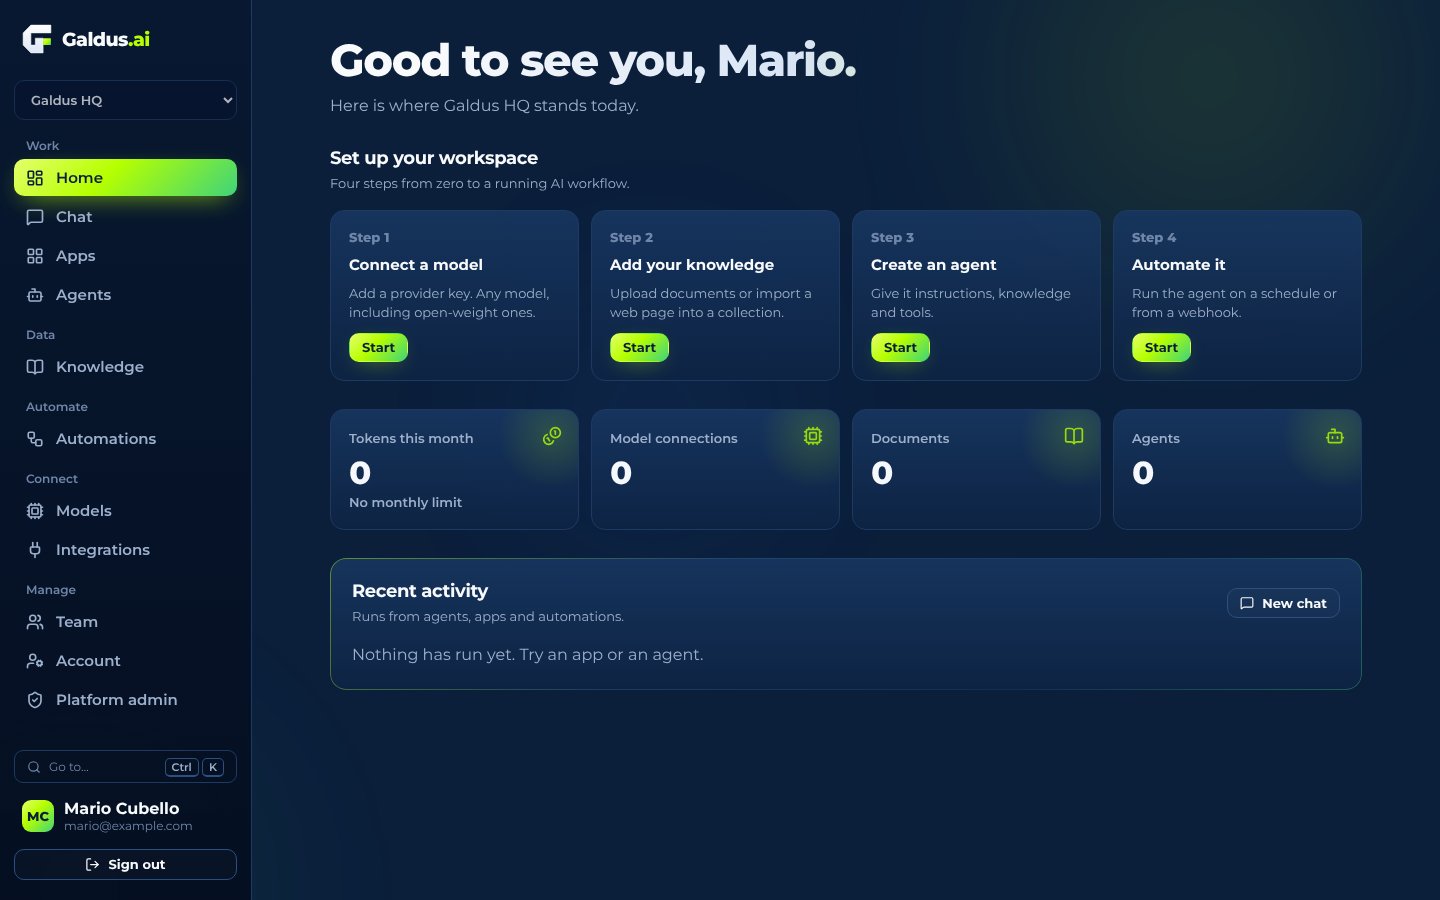 Galdus.ai
Galdus HQ
Work
Home
Chat
Apps
Agents
Data
Knowledge
Automate
Automations
Connect
Models
Integrations
Manage
Team
Account
Platform admin
Go to...
Ctrl K
MC
Mario Cubello
mario@example.com
Sign out
Good to see you, Mario.
Here is where Galdus HQ stands today.
Set up your workspace
Four steps from zero to a running AI workflow.
Step 1
Connect a model
Add a provider key. Any model,
including open-weight ones.
Start
Step 2
Add your knowledge
Upload documents or import a
web page into a collection.
Start
Step 3
Create an agent
Give it instructions, knowledge
and tools.
Start
Step 4
Automate it
Run the agent on a schedule or
from a webhook.
Start
Tokens this month
0
No monthly limit
Model connections
0
Documents
0
Agents
0
Recent activity
Runs from agents, apps and automations.
New chat
Nothing has run yet. Try an app or an agent.